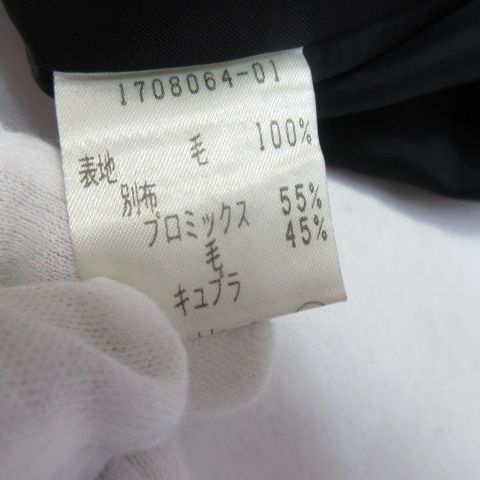 1708064-01
表地 毛 100%
別布
プロミックス 55%
毛 45%
キュプラ